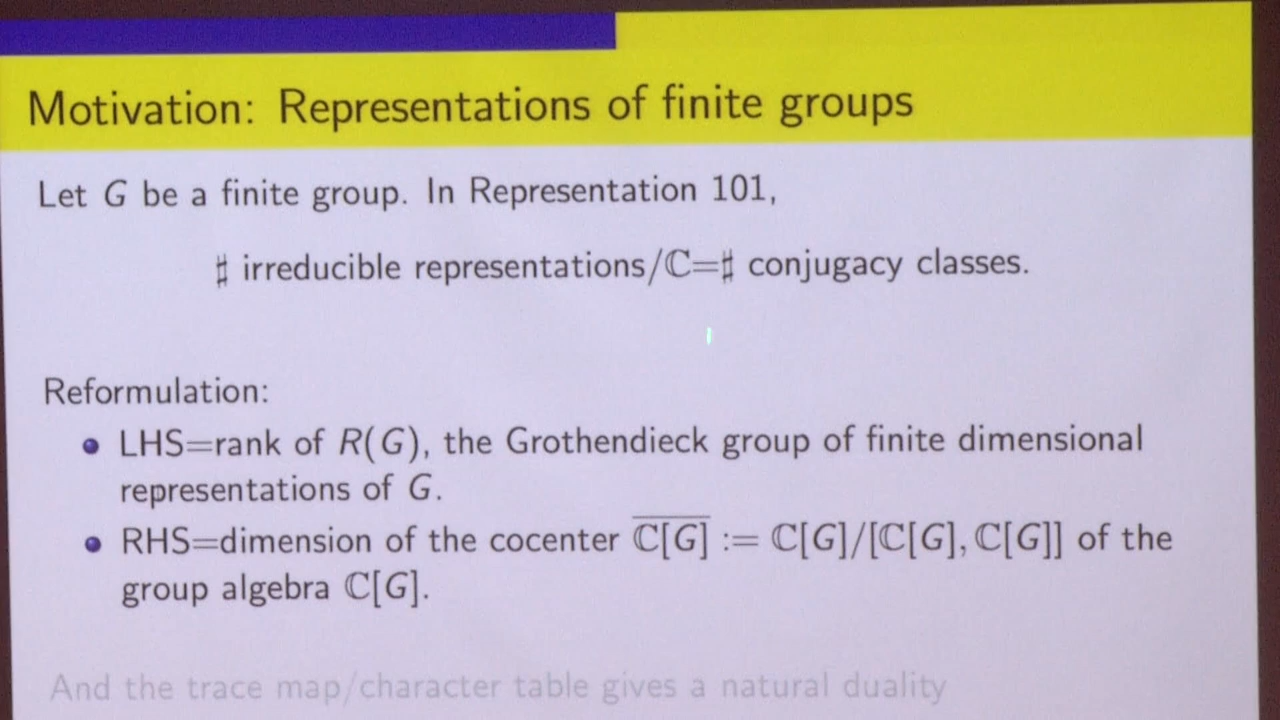 Motivation: Representations of finite groups
Let G be a finite group. In Representation 101,
♯ irreducible representations/ℂ=♯ conjugacy classes.
Reformulation:
LHS=rank of R(G), the Grothendieck group of finite dimensional
representations of G.
RHS=dimension of the cocenter \overline{ℂ[G]} := ℂ[G]/[ℂ[G], ℂ[G]] of the
group algebra ℂ[G].
And the trace map/character table gives a natural duality